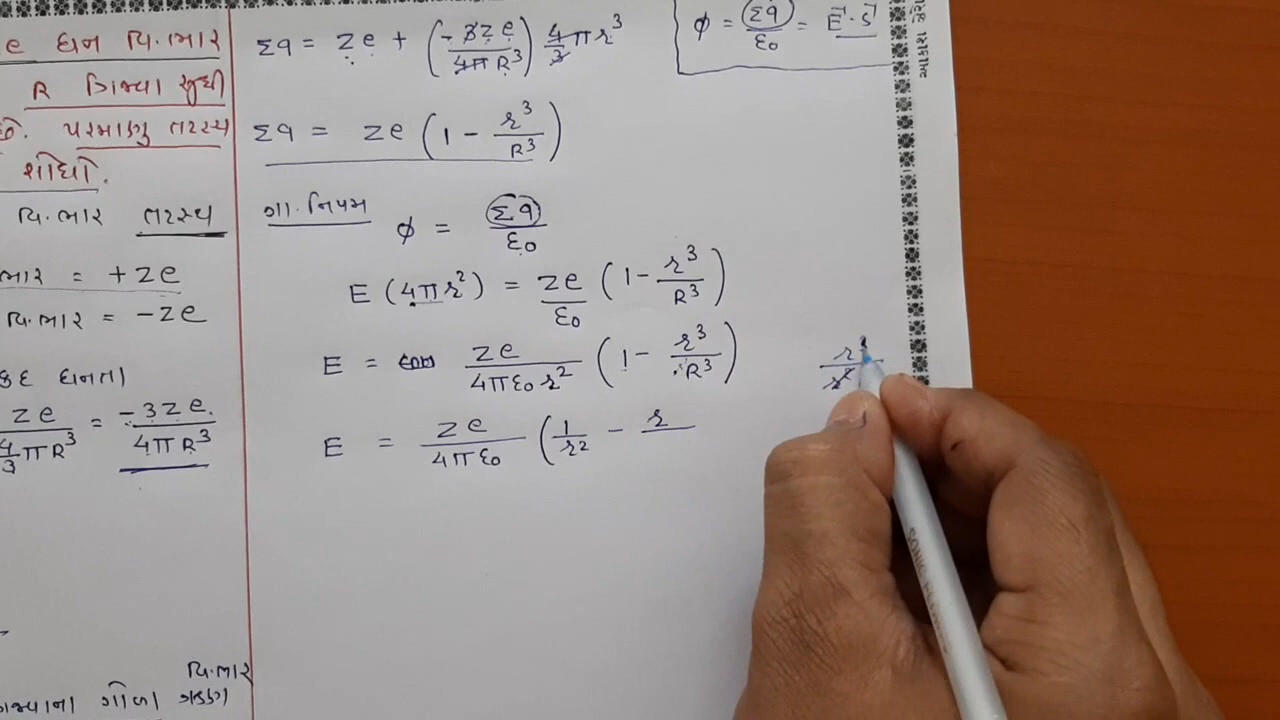 e ઘન વિ.ભાર
R ત્રિજ્યા સુધી
છે. પરમાણુ તટસ્થ
શોધો.
વિ.ભાર તટસ્થ
ભાર = +ze
વિ.ભાર = -ze
કદ ઘનતા
ze / (4/3 πR³) = -3ze / 4πR³
વિ.ભાર
ત્રિજ્યાના ગોળા
Σq = ze + (-3ze / 4πR³) 4/3 πr³
φ = Σq/ε₀ = E⃗·S⃗
Σq = ze (1 - r³/R³)
ગા.નિયમ φ = Σq/ε₀
E (4πr²) = ze/ε₀ (1 - r³/R³)
E = ze / 4πε₀r² (1 - r³/R³)
E = ze / 4πε₀ (1/r² - r